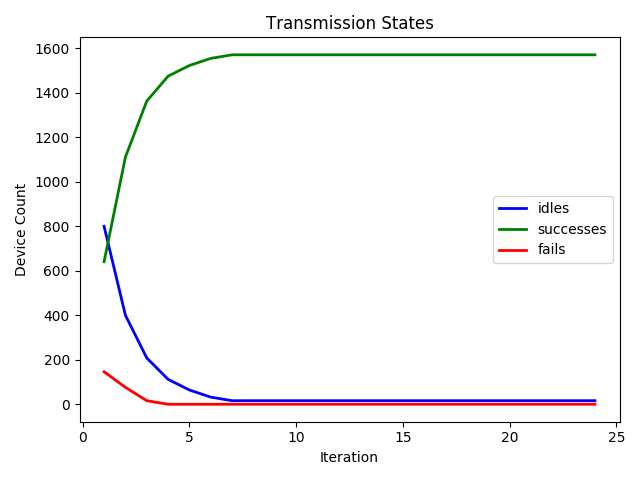 Transmission States
1600
1400
1200
1000
800
600
400
200
0
Device Count
idles
successes
fails
0 5 10 15 20 25
Iteration